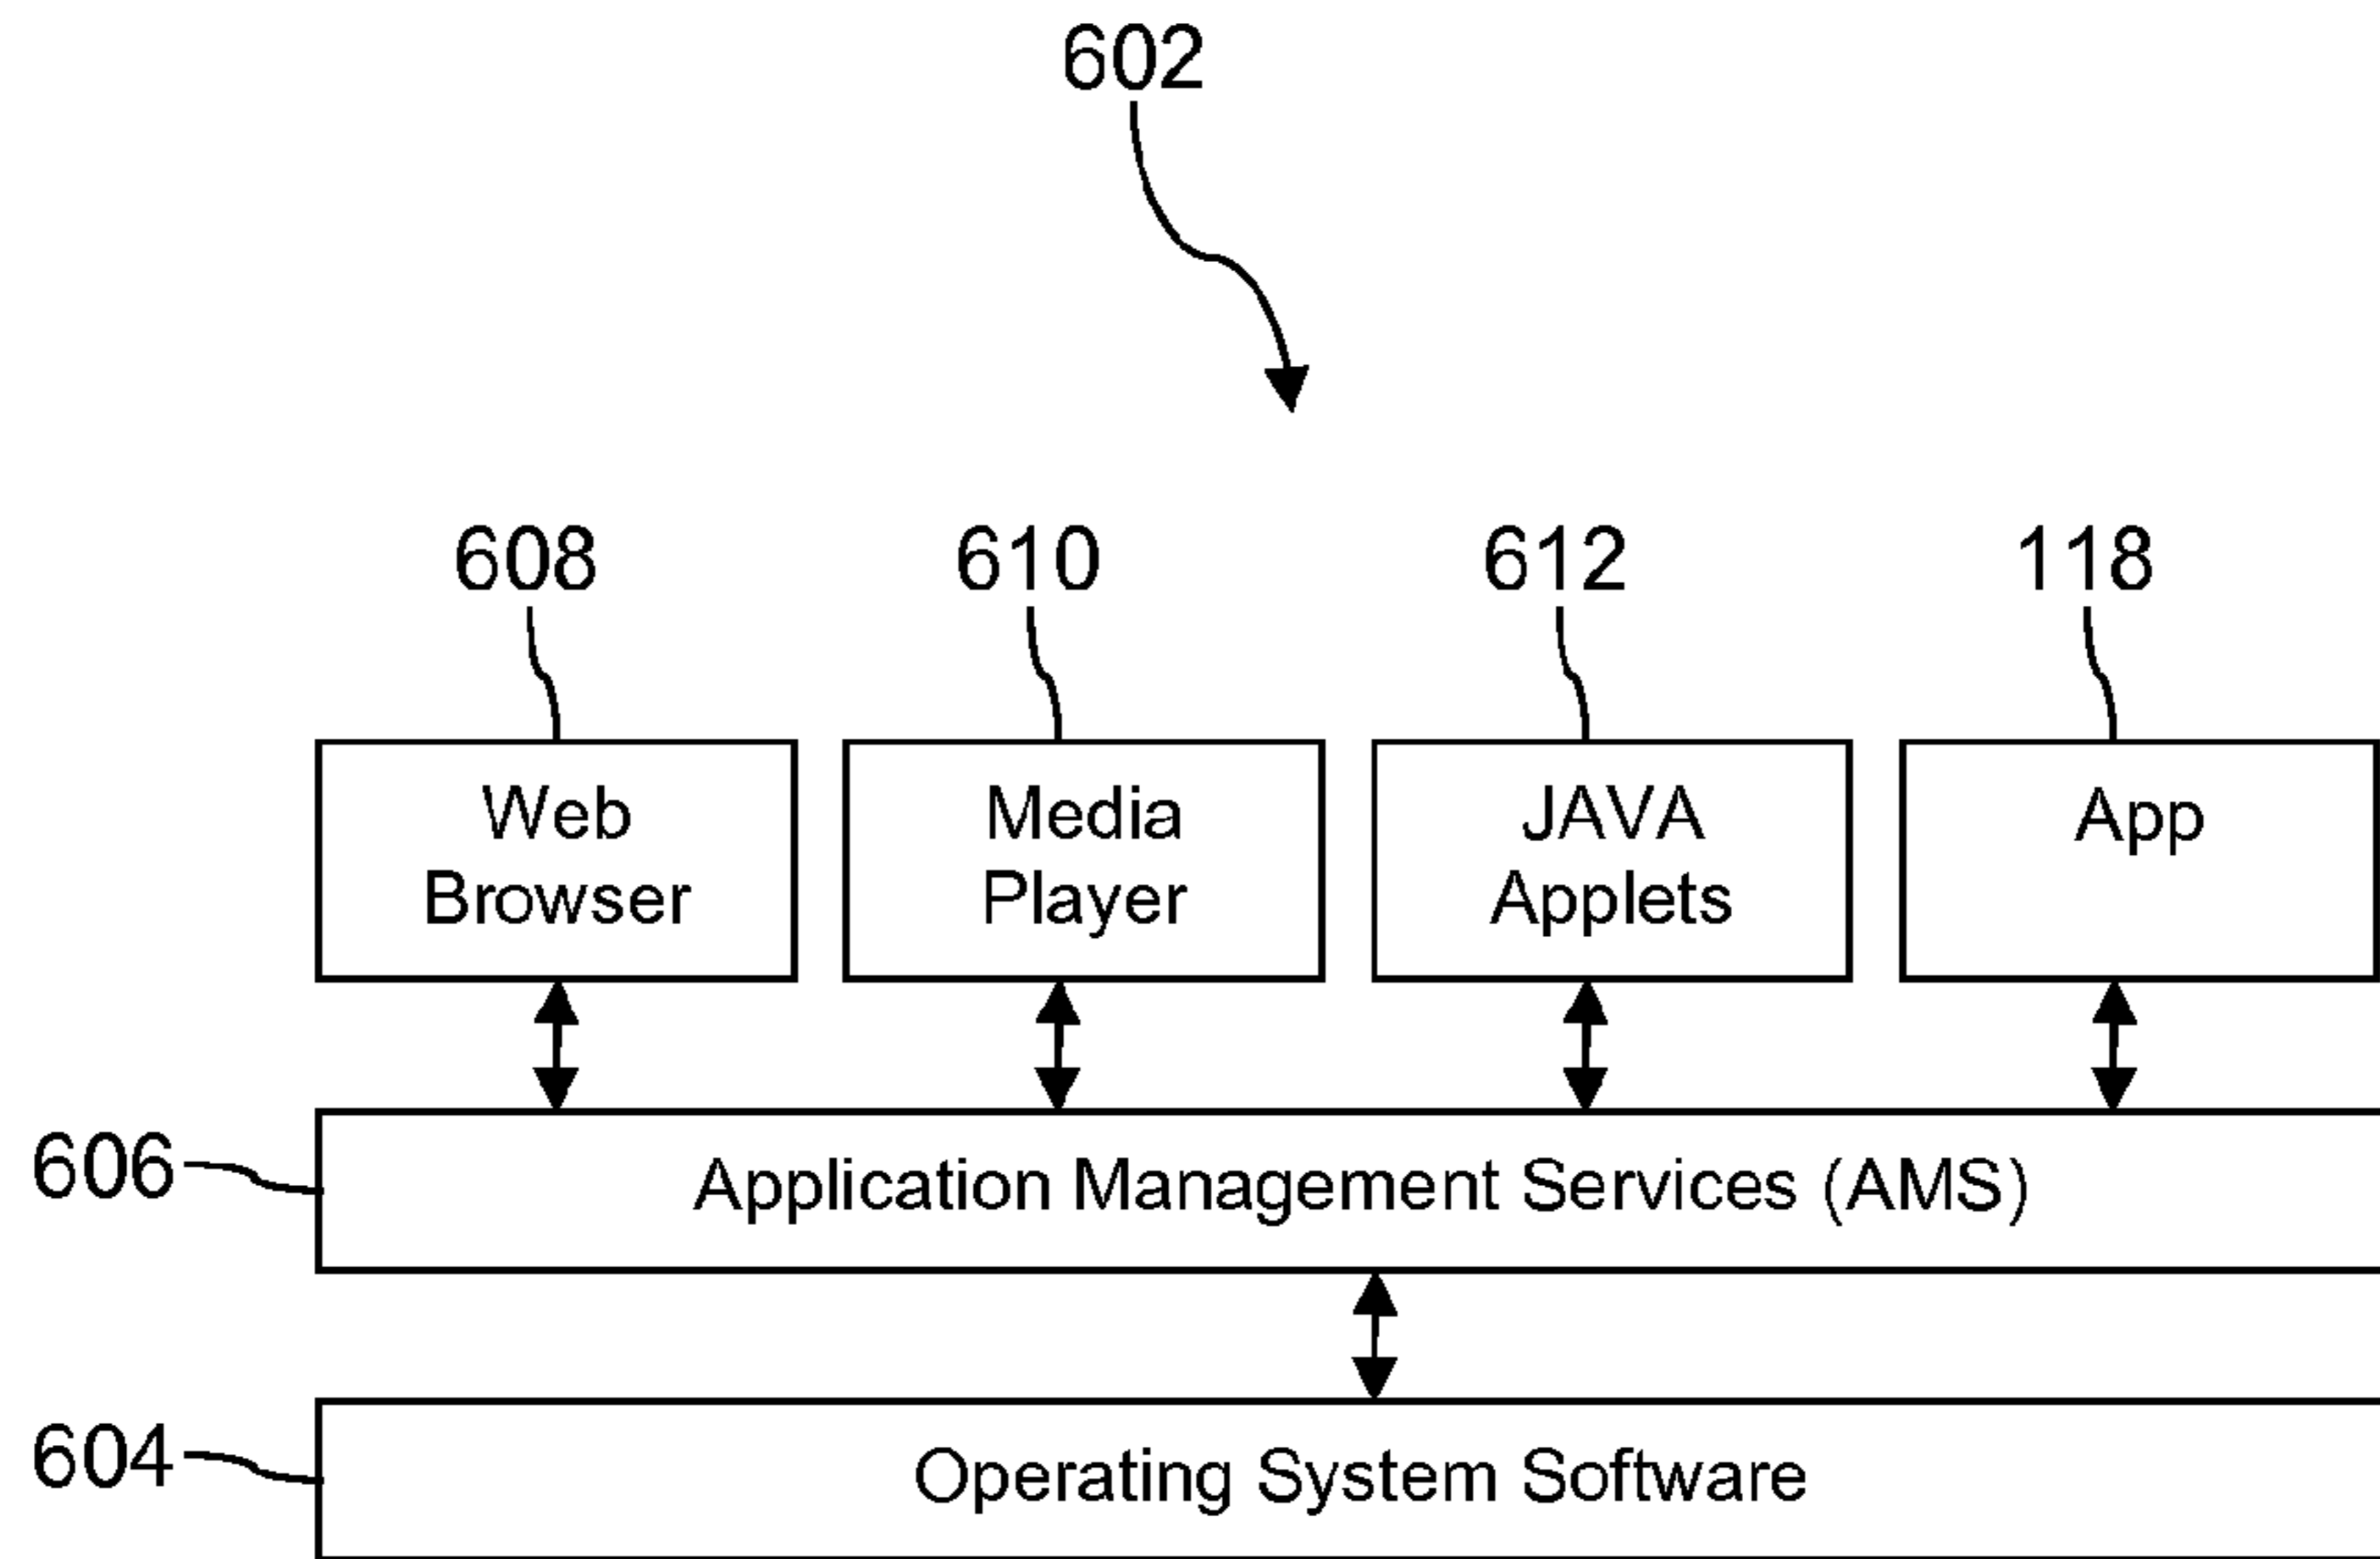 602
608
610
612
118
Web
Browser
Media
Player
JAVA
Applets
App
606
Application Management Services (AMS)
604
Operating System Software